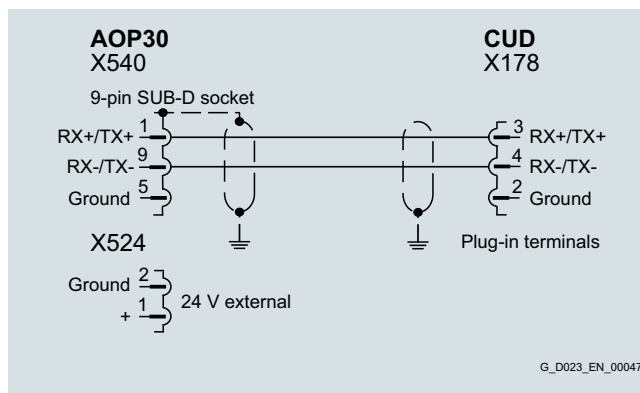 AOP30
X540
CUD
X178
9-pin SUB-D socket
RX+/TX+ 1
3 RX+/TX+
RX-/TX- 9
4 RX-/TX-
Ground 5
2 Ground
X524
Plug-in terminals
Ground 2
24 V external
+ 1
G_D023_EN_00047